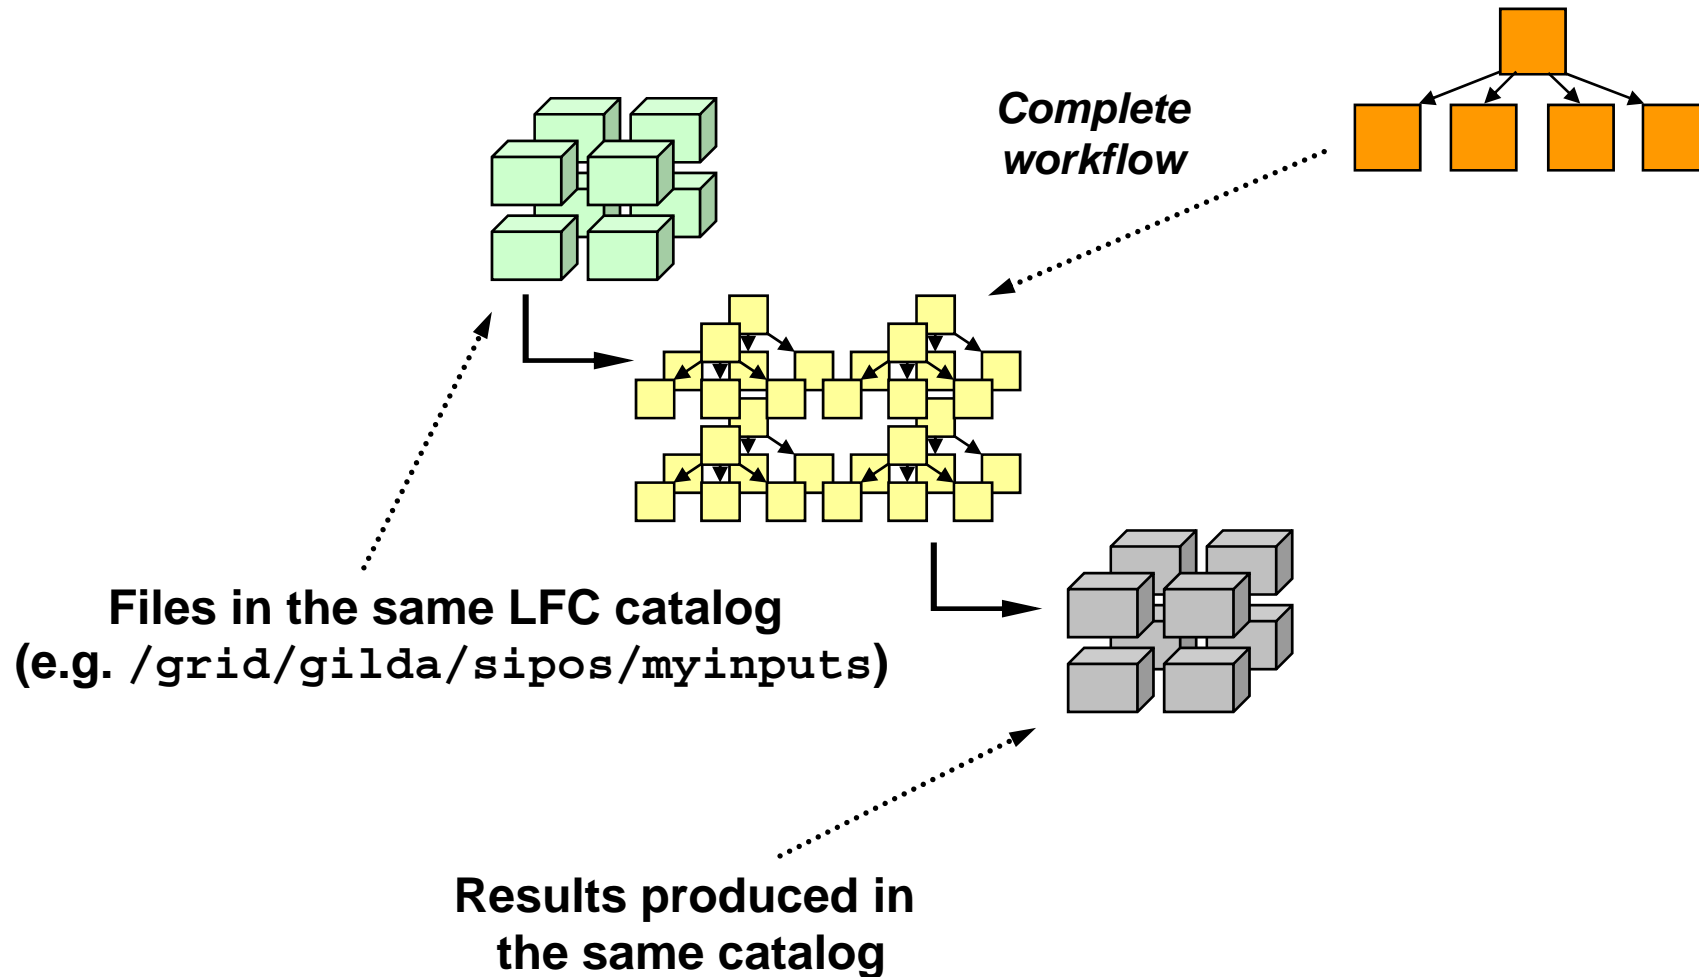 Complete
workflow
Files in the same LFC catalog
(e.g. /grid/gilda/sipos/myinputs)
Results produced in
the same catalog